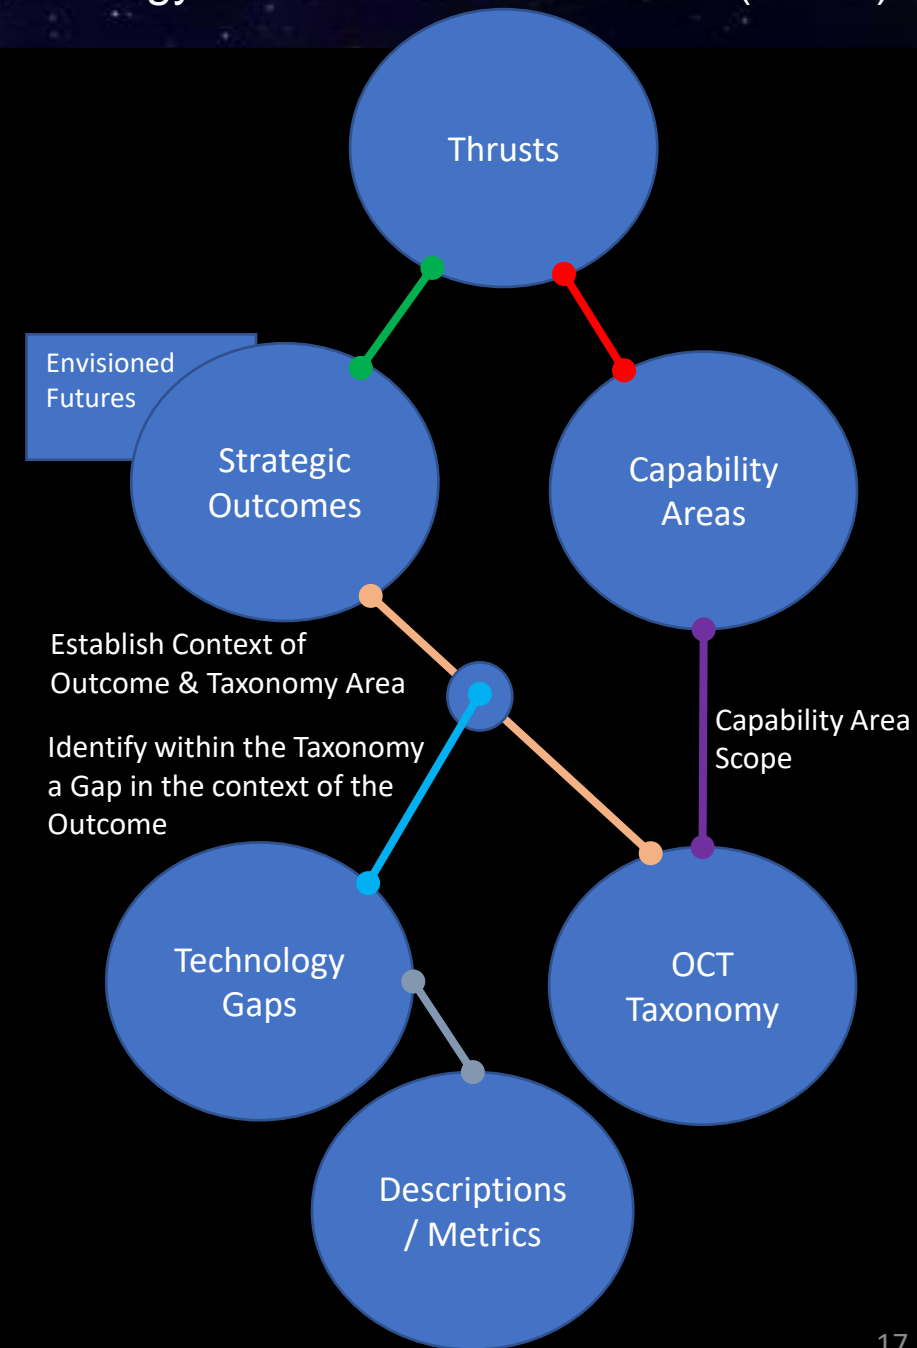 Thrusts
Envisioned
Futures
Strategic
Outcomes
Capability
Areas
Establish Context of
Outcome & Taxonomy Area
Identify within the Taxonomy
a Gap in the context of the
Outcome
Capability Area
Scope
Technology
Gaps
OCT
Taxonomy
Descriptions
/ Metrics
17